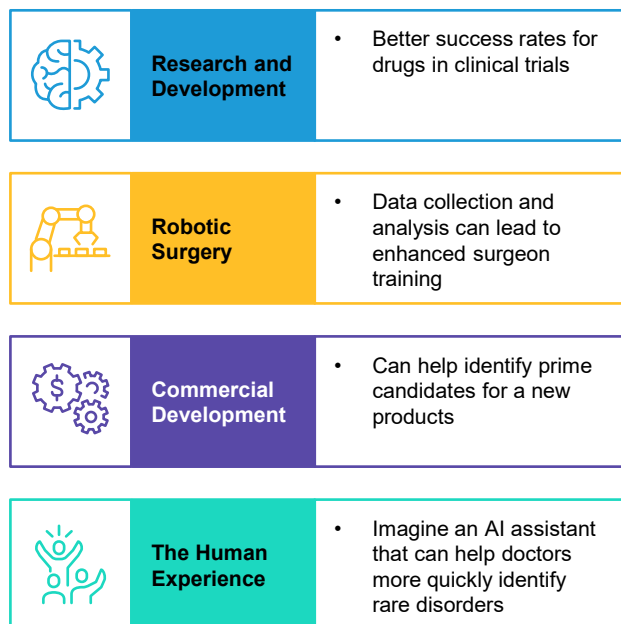 Research and
Development
• Better success rates for
drugs in clinical trials
Robotic
Surgery
• Data collection and
analysis can lead to
enhanced surgeon
training
$
Commercial
Development
• Can help identify prime
candidates for a new
products
The Human
Experience
• Imagine an AI assistant
that can help doctors
more quickly identify
rare disorders